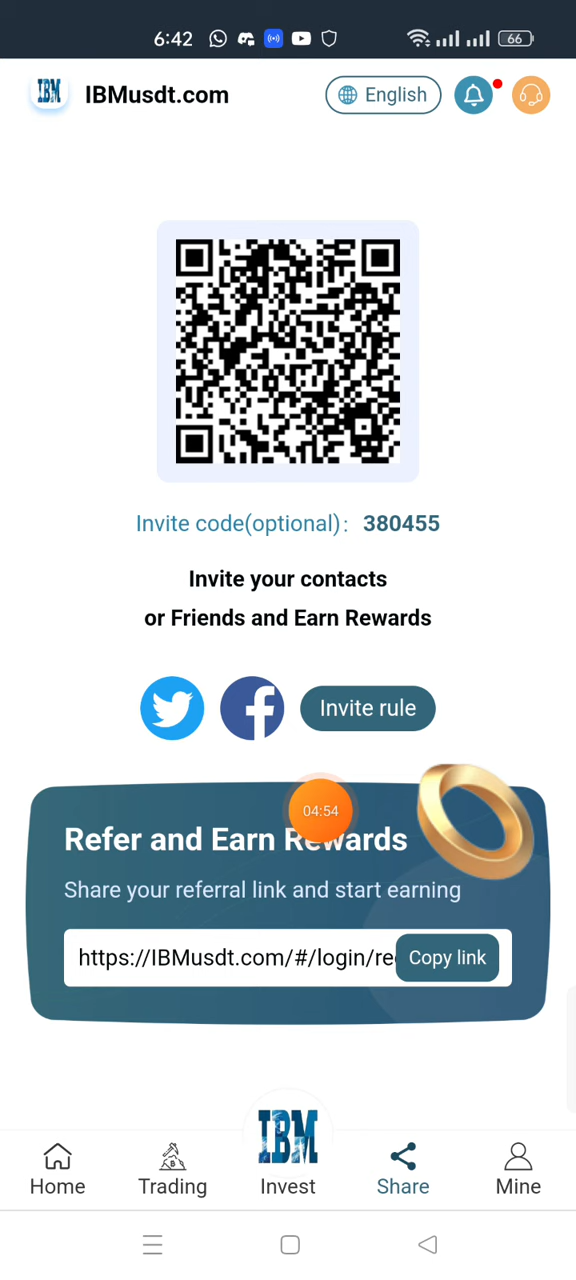 6:42
66
IBM
IBMusdt.com
English
Invite code(optional): 380455
Invite your contacts
or Friends and Earn Rewards
Invite rule
04:54
Refer and Earn Rewards
Share your referral link and start earning
https://IBMusdt.com/#/login/re
Copy link
IBM
Home
Trading
Invest
Share
Mine